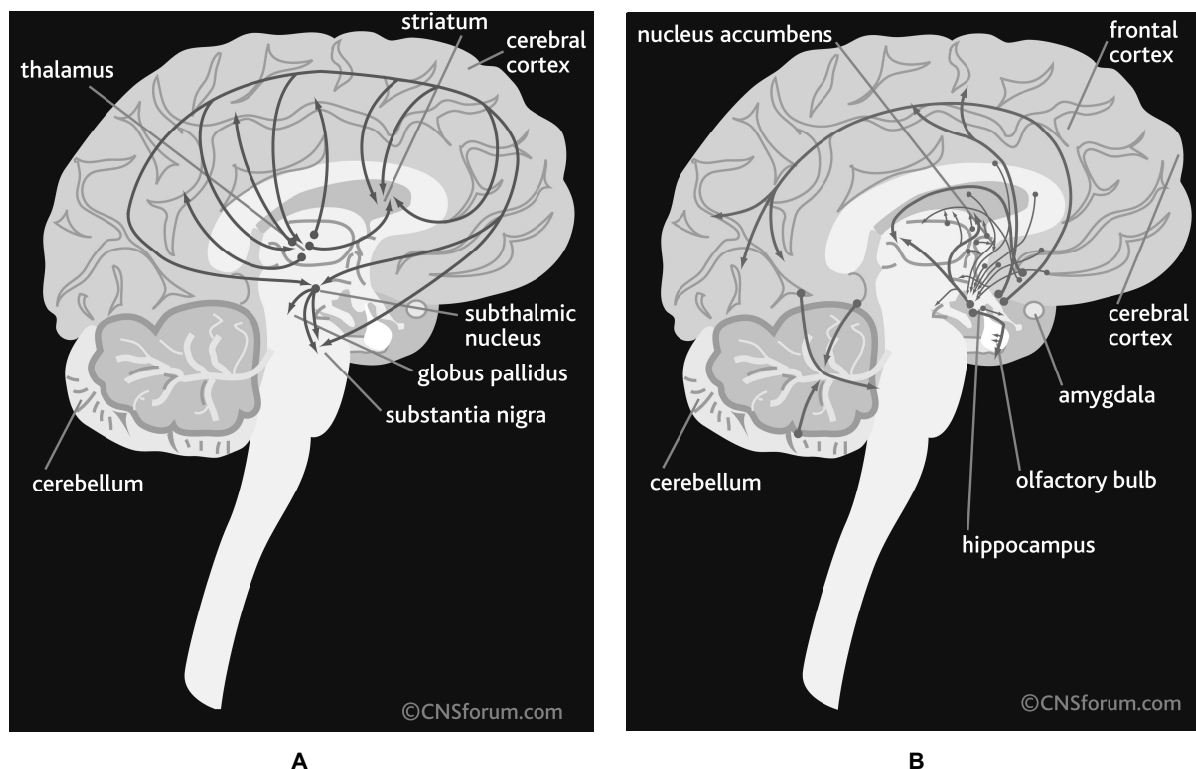 striatum
cerebral
cortex
thalamus
subthalmic
nucleus
globus pallidus
substantia nigra
cerebellum
©CNSforum.com
A
nucleus accumbens
frontal
cortex
cerebral
cortex
amygdala
olfactory bulb
cerebellum
hippocampus
©CNSforum.com
B